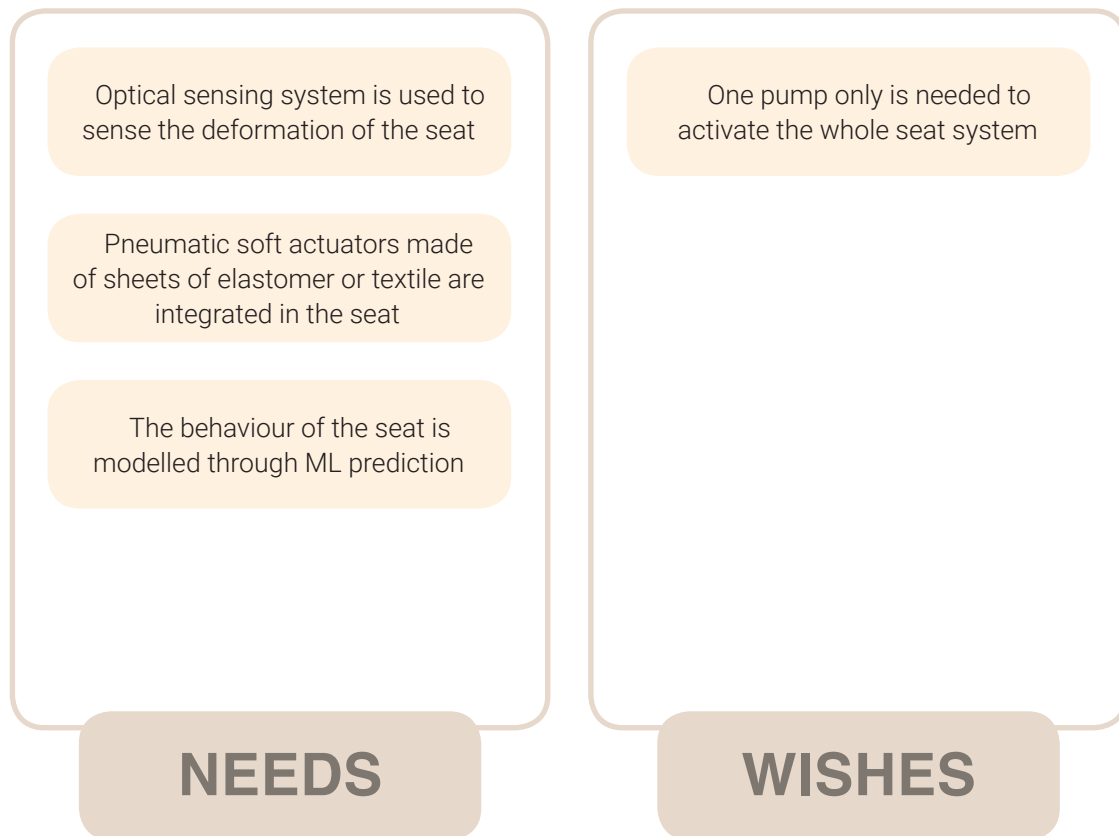 Optical sensing system is used to
sense the deformation of the seat
Pneumatic soft actuators made
of sheets of elastomer or textile are
integrated in the seat
The behaviour of the seat is
modelled through ML prediction
NEEDS
One pump only is needed to
activate the whole seat system
WISHES